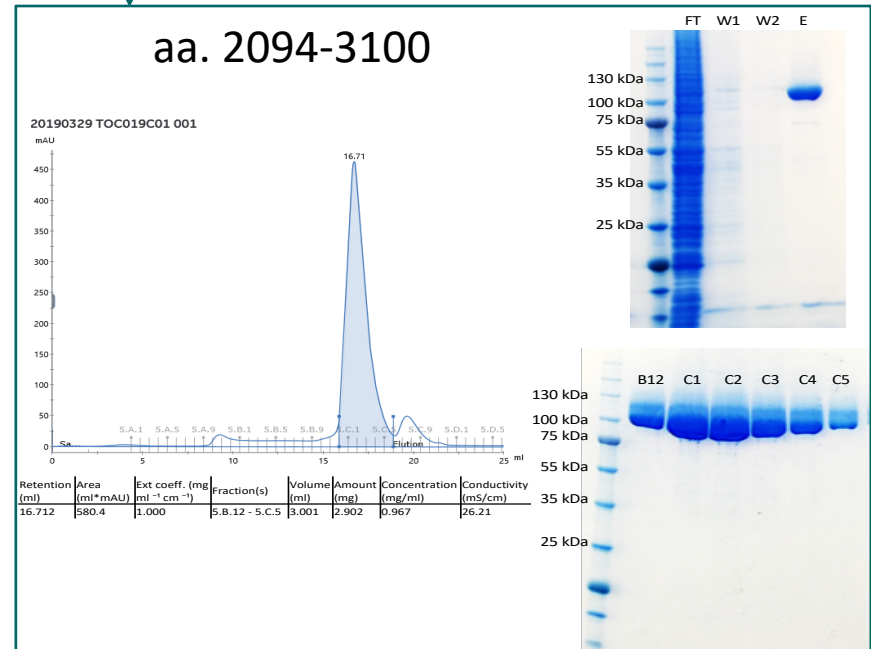 aa. 2094-3100
20190329 TOC019C01 001
mAU
16.71
450
400
350
300
250
200
150
100
50
0
5.A.1 5.A.5 5.A.9 5.B.1 5.B.5 5.B.9 5.C.1 5.C.9 5.D.1 5.D.5
Elution
0 5 10 15 20 25 ml
Retention (ml) Area (ml*mAU) Ext coeff. (mg ml ⁻¹ cm ⁻¹) Fraction(s) Volume (ml) Amount (mg) Concentration (mg/ml) Conductivity (mS/cm)
16.712 580.4 1.000 5.B.12 - 5.C.5 3.001 2.902 0.967 26.21
FT W1 W2 E
130 kDa
100 kDa
75 kDa
55 kDa
35 kDa
25 kDa
B12 C1 C2 C3 C4 C5
130 kDa
100 kDa
75 kDa
55 kDa
35 kDa
25 kDa